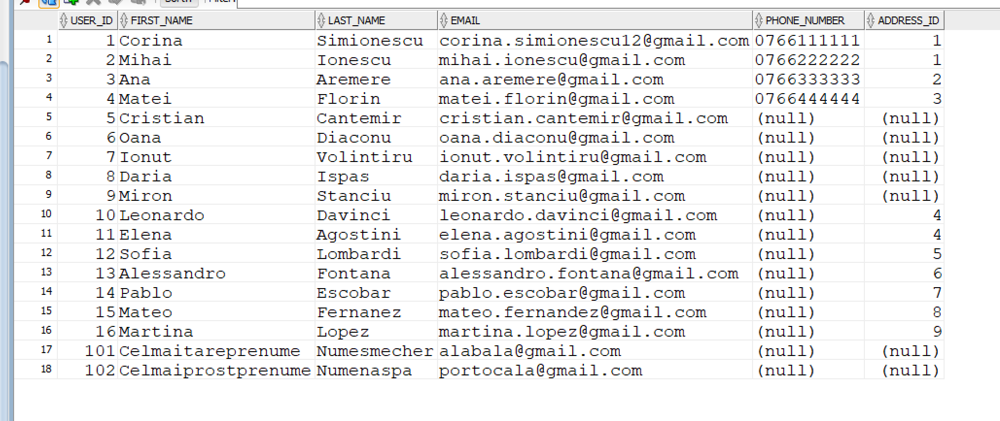 USER_ID FIRST_NAME LAST_NAME EMAIL PHONE_NUMBER ADDRESS_ID
1 1 Corina Simionescu corina.simionescu12@gmail.com 0766111111 1
2 2 Mihai Ionescu mihai.ionescu@gmail.com 0766222222 1
3 3 Ana Aremere ana.aremere@gmail.com 0766333333 2
4 4 Matei Florin matei.florin@gmail.com 0766444444 3
5 5 Cristian Cantemir cristian.cantemir@gmail.com (null) (null)
6 6 Oana Diaconu oana.diaconu@gmail.com (null) (null)
7 7 Ionut Volintiru ionut.volintiru@gmail.com (null) (null)
8 8 Daria Ispas daria.ispas@gmail.com (null) (null)
9 9 Miron Stanciu miron.stanciu@gmail.com (null) (null)
10 10 Leonardo Davinci leonardo.davinci@gmail.com (null) 4
11 11 Elena Agostini elena.agostini@gmail.com (null) 4
12 12 Sofia Lombardi sofia.lombardi@gmail.com (null) 5
13 13 Alessandro Fontana alessandro.fontana@gmail.com (null) 6
14 14 Pablo Escobar pablo.escobar@gmail.com (null) 7
15 15 Mateo Fernanez mateo.fernandez@gmail.com (null) 8
16 16 Martina Lopez martina.lopez@gmail.com (null) 9
17 101 Celmaitareprenume Numesmecher alabala@gmail.com (null) (null)
18 102 Celmaiprostprenume Numenaspa portocala@gmail.com (null) (null)